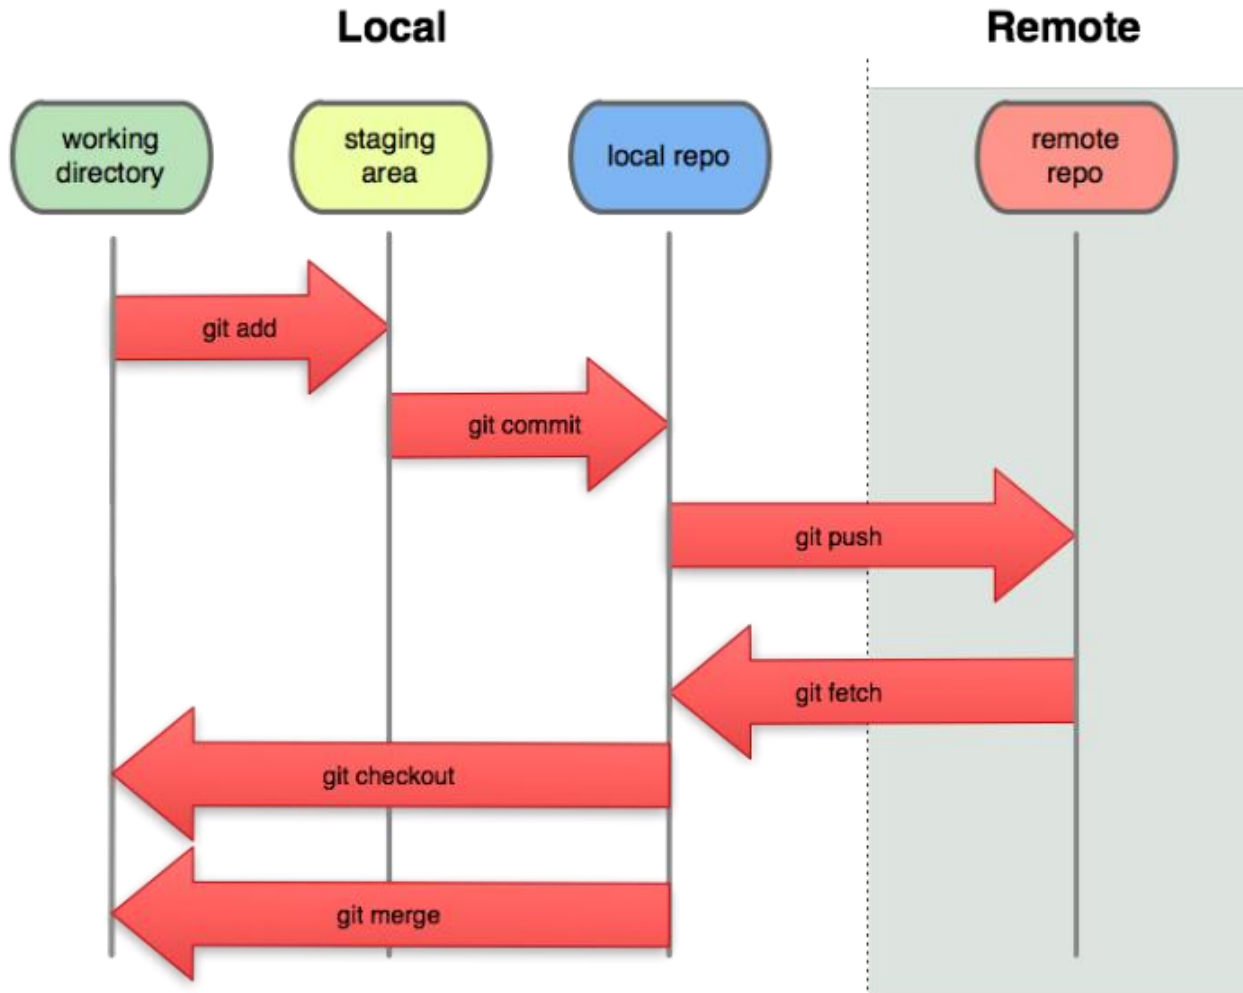 Local
Remote
working
directory
staging
area
local repo
remote
repo
git add
git commit
git push
git fetch
git checkout
git merge